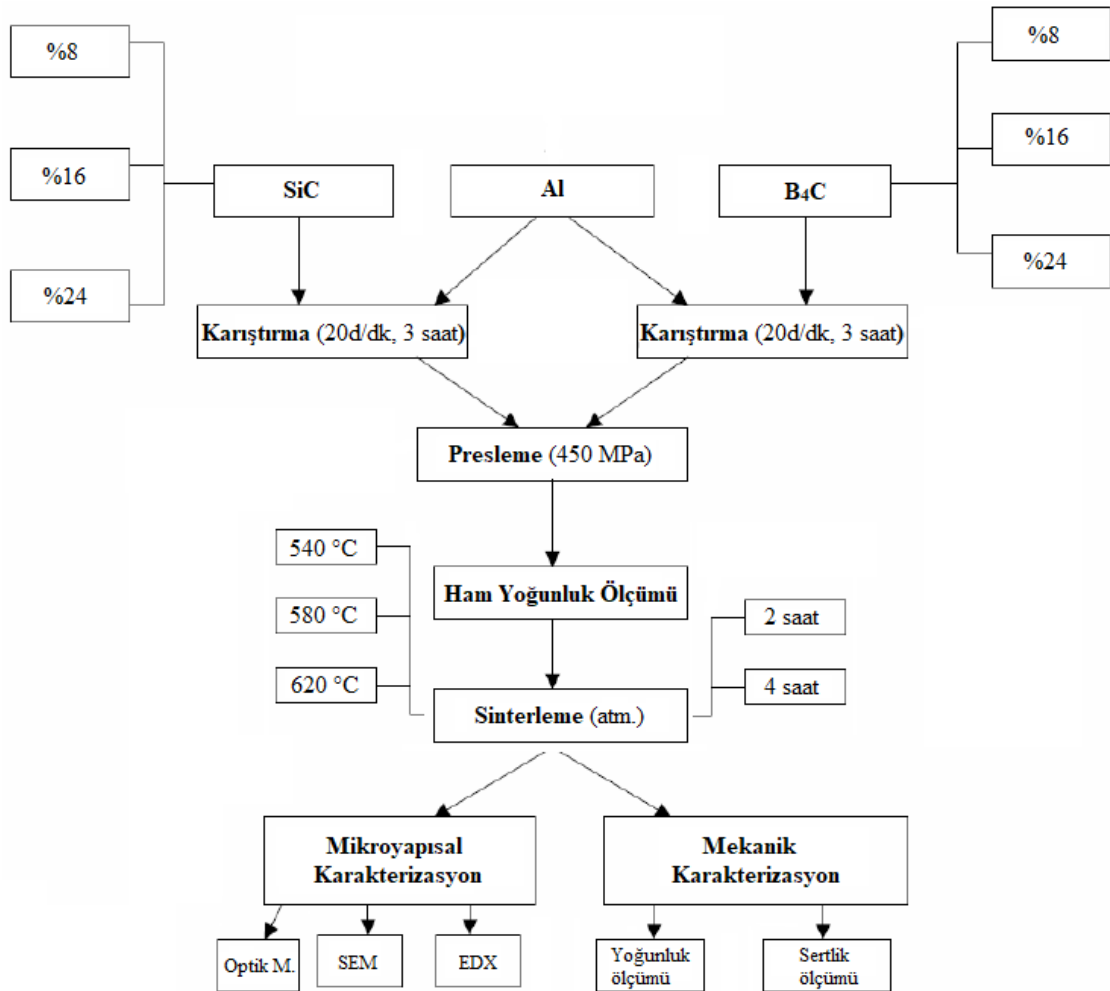 %8
%8
%16
%16
SiC
Al
B₄C
%24
%24
Karıştırma (20d/dk, 3 saat)
Karıştırma (20d/dk, 3 saat)
Presleme (450 MPa)
540 °C
580 °C
620 °C
Ham Yoğunluk Ölçümü
2 saat
4 saat
Sinterleme (atm.)
Mikroyapısal
Karakterizasyon
Mekanik
Karakterizasyon
Optik M.
SEM
EDX
Yoğunluk
ölçümü
Sertlik
ölçümü